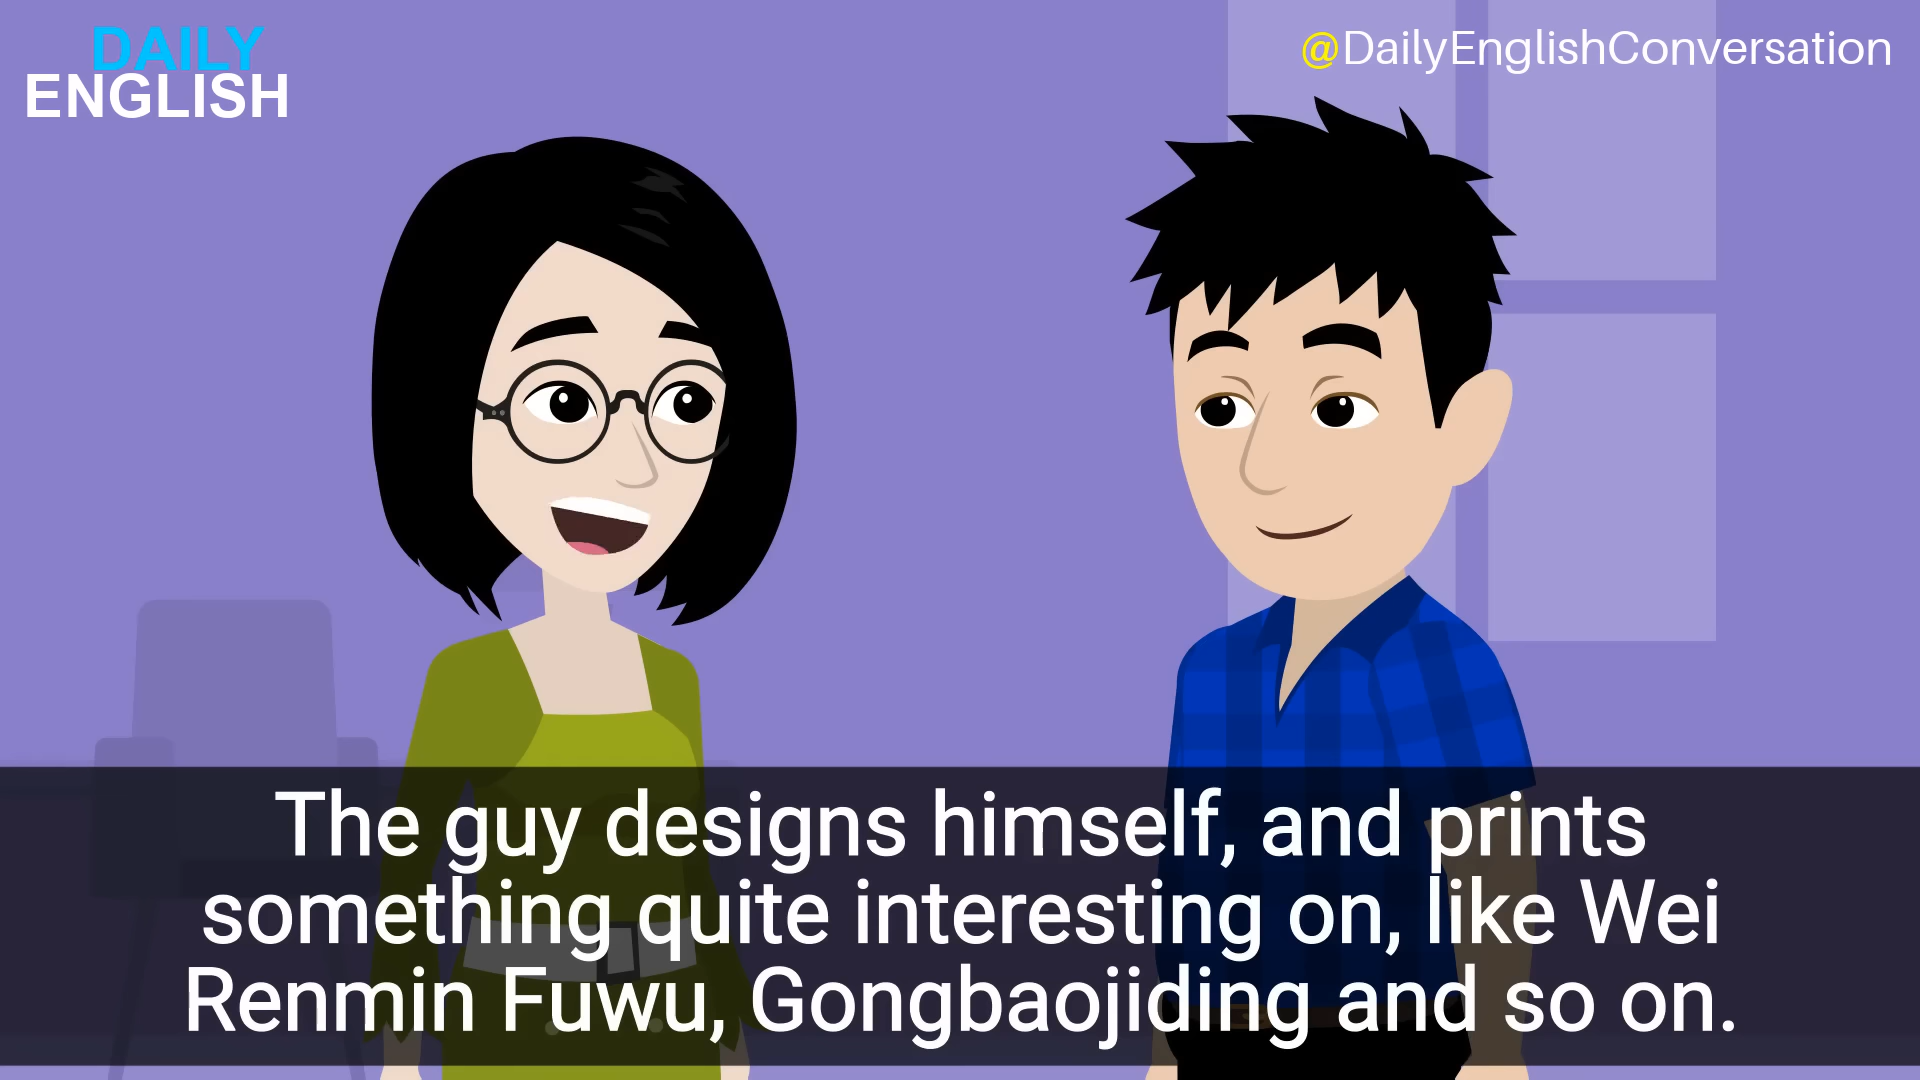 DAILY
ENGLISH
@DailyEnglishConversation
The guy designs himself, and prints
something quite interesting on, like Wei
Renmin Fuwu, Gongbaojiding and so on.